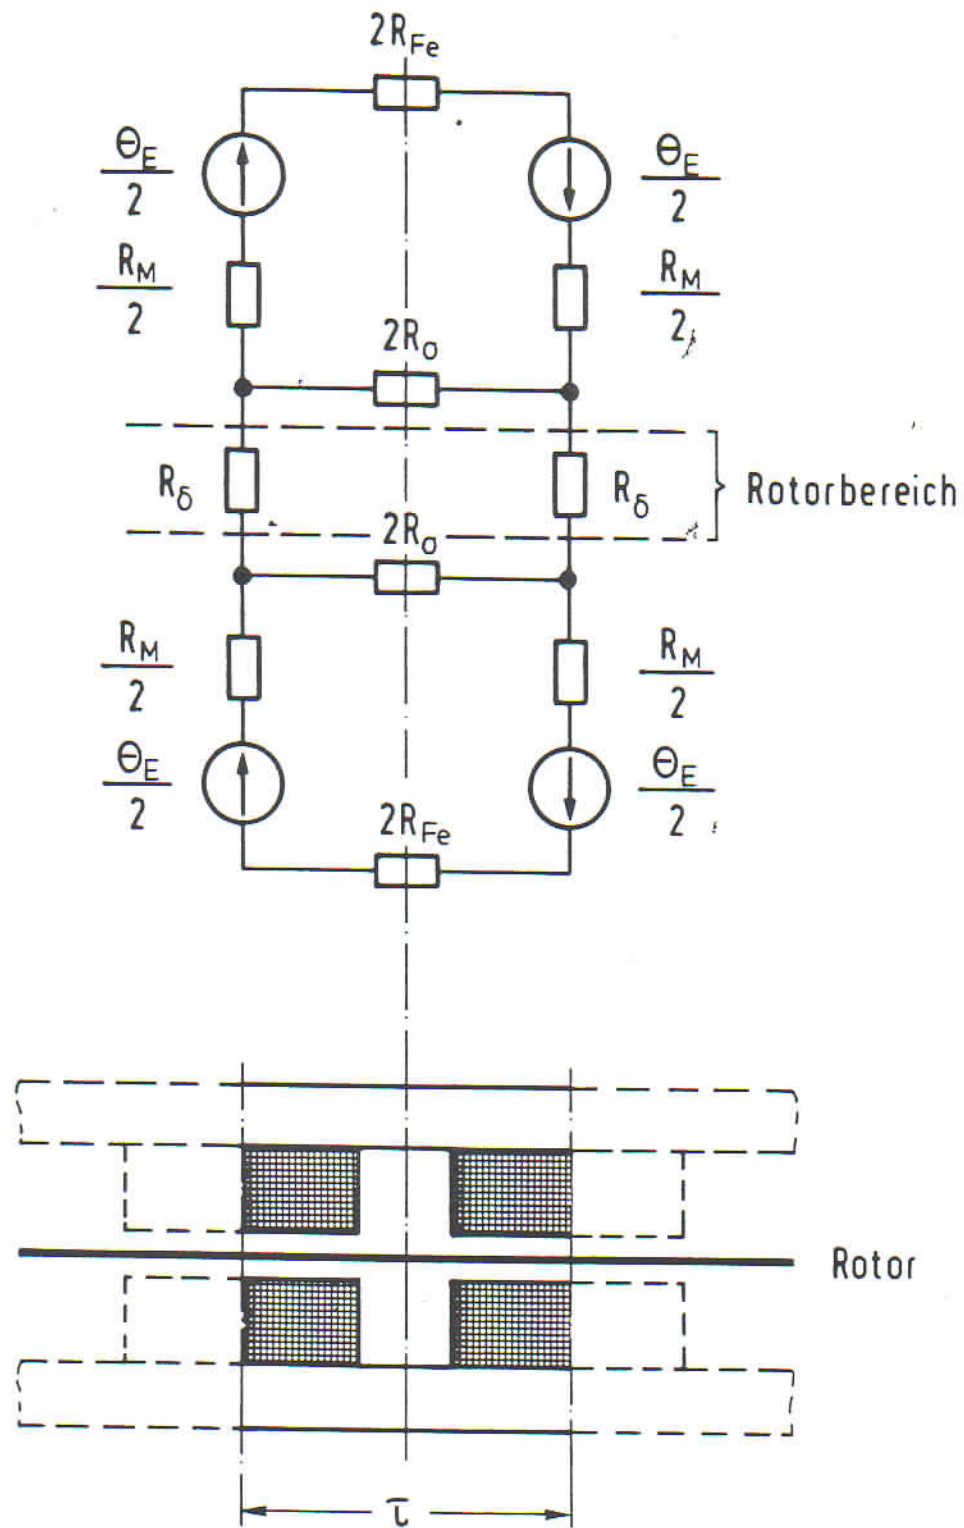 2R_Fe
Θ_E/2
Θ_E/2
R_M/2
R_M/2
2R_σ
R_δ
R_δ
Rotorbereich
2R_σ
R_M/2
R_M/2
Θ_E/2
Θ_E/2
2R_Fe
Rotor
τ